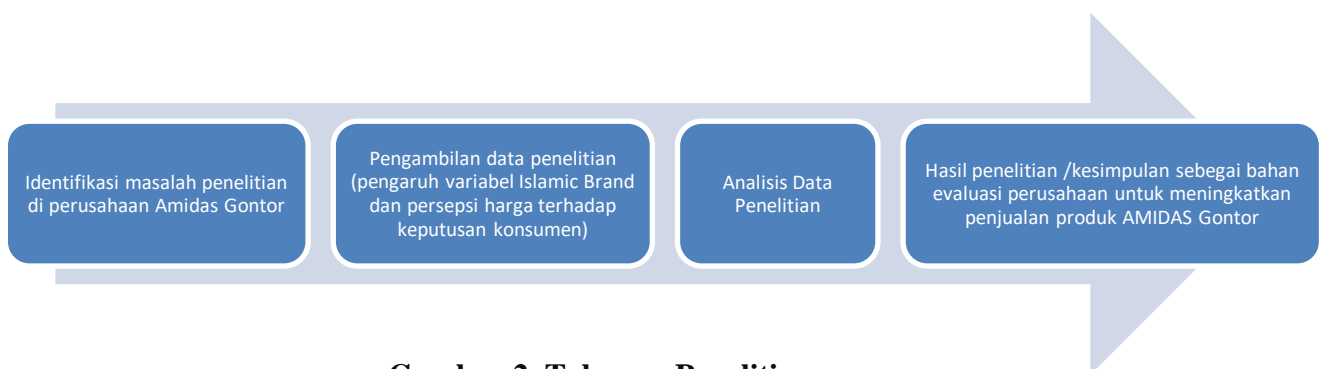 Identifikasi masalah penelitian
di perusahaan Amidas Gontor
Pengambilan data penelitian
(pengaruh variabel Islamic Brand
dan persepsi harga terhadap
keputusan konsumen)
Analisis Data
Penelitian
Hasil penelitian /kesimpulan sebegai bahan
evaluasi perusahaan untuk meningkatkan
penjualan produk AMIDAS Gontor